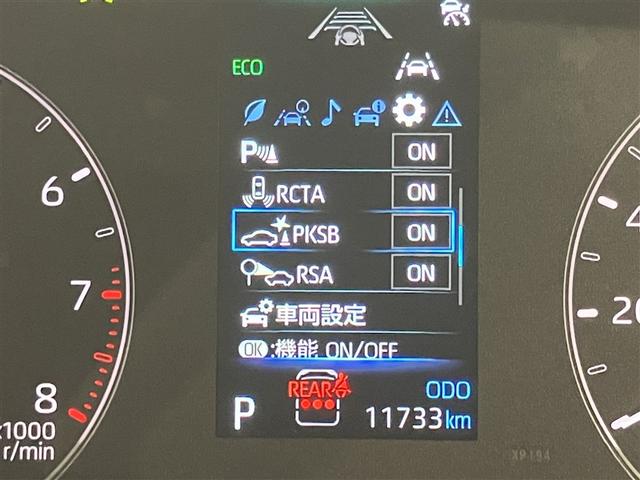 ECO
P ON
RCTA ON
PKSB ON
RSA ON
車両設定
OK :機能 ON/OFF
REAR
ODO
P 11733 km
6
7
8
x1000
r/min
20
4